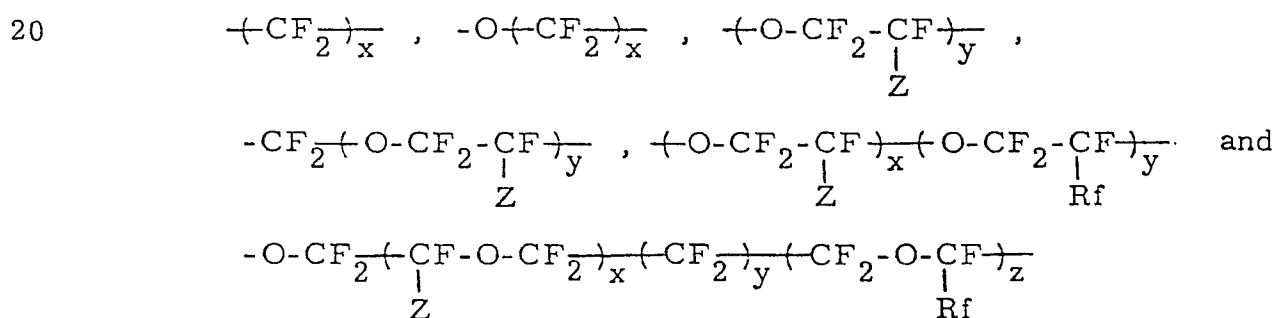 20 -(CF2)x , -O(CF2)x , -(O-CF2-CF)y ,
Z
-CF2(O-CF2-CF)y , -(O-CF2-CF)x(O-CF2-CF)y and
Z Z Rf
-O-CF2(CF-O-CF2)x(CF2)y(CF2-O-CF)z
Z Rf